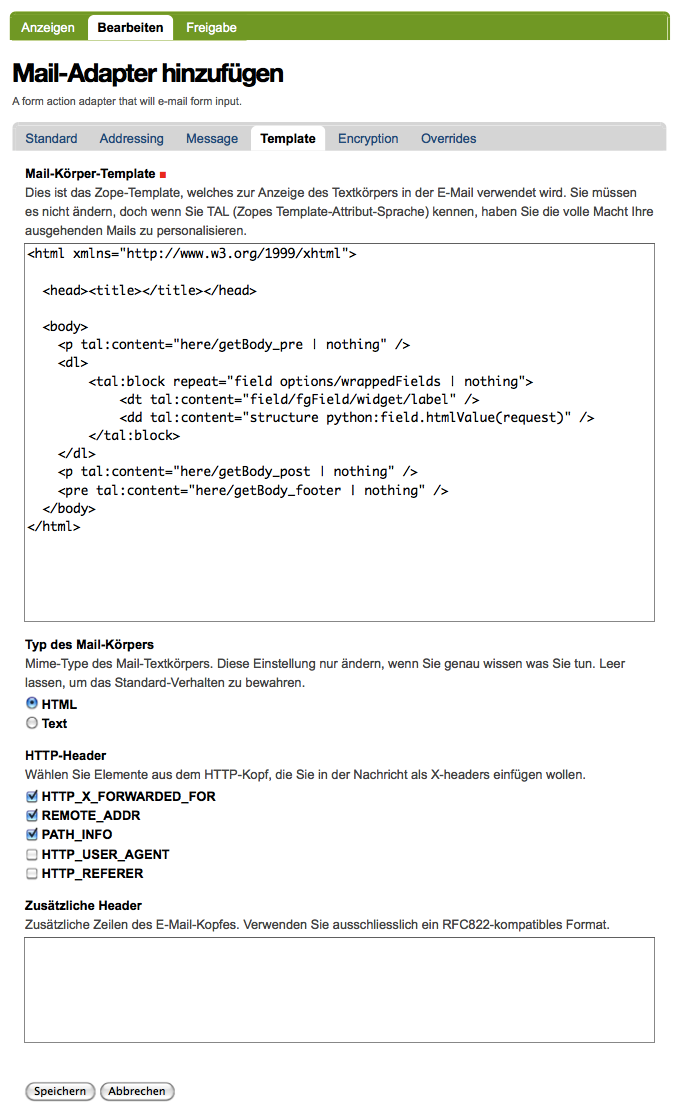 Anzeigen Bearbeiten Freigabe
Mail-Adapter hinzufügen
A form action adapter that will e-mail form input.
Standard Addressing Message Template Encryption Overrides
Mail-Körper-Template
Dies ist das Zope-Template, welches zur Anzeige des Textkörpers in der E-Mail verwendet wird. Sie müssen
es nicht ändern, doch wenn Sie TAL (Zopes Template-Attribut-Sprache) kennen, haben Sie die volle Macht Ihre
ausgehenden Mails zu personalisieren.
<html xmlns="http://www.w3.org/1999/xhtml">
  <head><title></title></head>
  <body>
    <p tal:content="here/getBody_pre | nothing" />
    <dl>
        <tal:block repeat="field options/wrappedFields | nothing">
            <dt tal:content="field/fgField/widget/label" />
            <dd tal:content="structure python:field.htmlValue(request)" />
        </tal:block>
    </dl>
    <p tal:content="here/getBody_post | nothing" />
    <pre tal:content="here/getBody_footer | nothing" />
  </body>
</html>
Typ des Mail-Körpers
Mime-Type des Mail-Textkörpers. Diese Einstellung nur ändern, wenn Sie genau wissen was Sie tun. Leer
lassen, um das Standard-Verhalten zu bewahren.
HTML
Text
HTTP-Header
Wählen Sie Elemente aus dem HTTP-Kopf, die Sie in der Nachricht als X-headers einfügen wollen.
HTTP_X_FORWARDED_FOR
REMOTE_ADDR
PATH_INFO
HTTP_USER_AGENT
HTTP_REFERER
Zusätzliche Header
Zusätzliche Zeilen des E-Mail-Kopfes. Verwenden Sie ausschliesslich ein RFC822-kompatibles Format.
Speichern Abbrechen